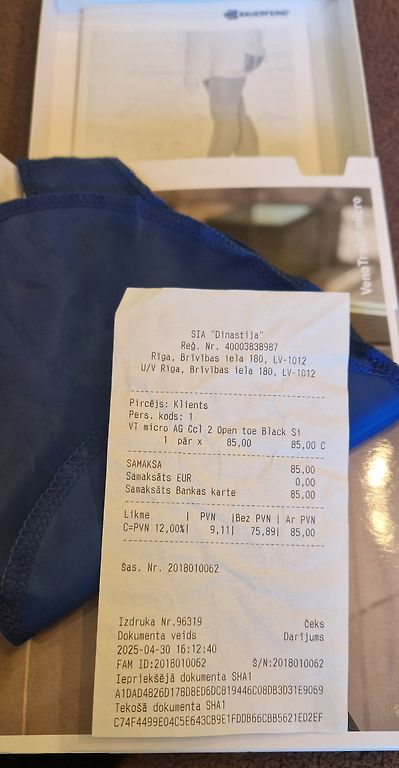 BAUERFEIND
VenoTrain micro
SIA "Dinastija"
Reģ. Nr. 40003838987
Rīga, Brīvības iela 180, LV-1012
U/V Rīga, Brīvības iela 180, LV-1012
Pircējs: Klients
Pers. kods: 1
VT micro AG Ccl 2 Open toe Black Si
1 pār x 85,00 85,00 C
SAMAKSA 85,00
Samaksāts EUR 0,00
Samaksāts Bankas karte 85,00
Likme | PVN |Bez PVN | Ar PVN
C=PVN 12,00%| 9,11| 75,89| 85,00
Šas. Nr. 2018010062
Izdruka Nr.96319 Čeks
Dokumenta veids Darījums
2025-04-30 16:12:40
FAM ID:2018010062 S/N:2018010062
Iepriekšējā dokumenta SHA1
A1DAD4826D178D8ED6DC819446C08DB3D31E9069
Tekošā dokumenta SHA1
C74F4499E04C5E643CB9E1FDDB66CBB5621ED2EF